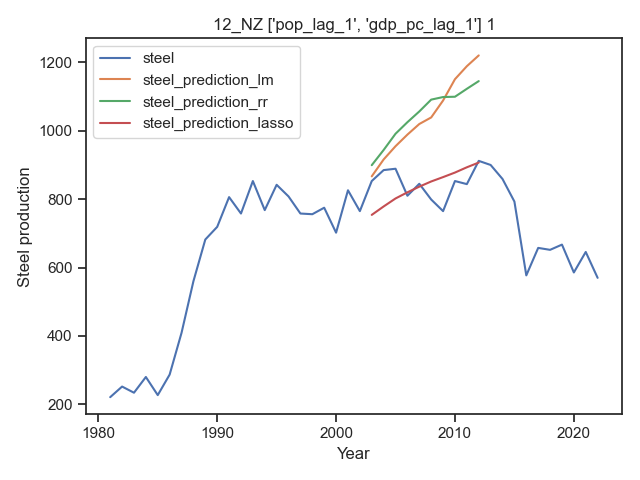 12_NZ ['pop_lag_1', 'gdp_pc_lag_1'] 1
steel
steel_prediction_lm
steel_prediction_rr
steel_prediction_lasso
1200
1000
800
600
400
200
Steel production
1980 1990 2000 2010 2020
Year